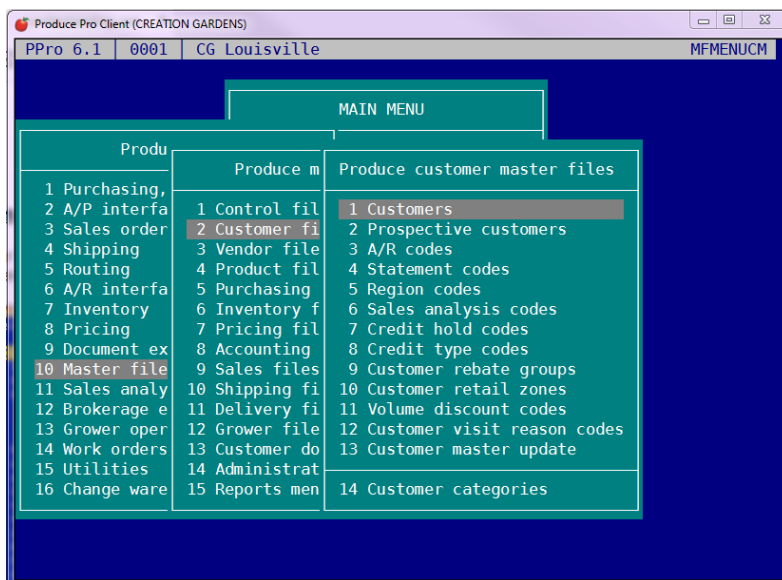 Produce Pro Client (CREATION GARDENS)
PPro 6.1 | 0001 | CG Louisville MFMENUCM
MAIN MENU
Produ
1 Purchasing,
2 A/P interfa
3 Sales order
4 Shipping
5 Routing
6 A/R interfa
7 Inventory
8 Pricing
9 Document ex
10 Master file
11 Sales analy
12 Brokerage e
13 Grower oper
14 Work orders
15 Utilities
16 Change ware
Produce m
1 Control fil
2 Customer fi
3 Vendor file
4 Product fil
5 Purchasing
6 Inventory f
7 Pricing fil
8 Accounting
9 Sales files
10 Shipping fi
11 Delivery fi
12 Grower file
13 Customer do
14 Administrat
15 Reports men
Produce customer master files
1 Customers
2 Prospective customers
3 A/R codes
4 Statement codes
5 Region codes
6 Sales analysis codes
7 Credit hold codes
8 Credit type codes
9 Customer rebate groups
10 Customer retail zones
11 Volume discount codes
12 Customer visit reason codes
13 Customer master update
14 Customer categories